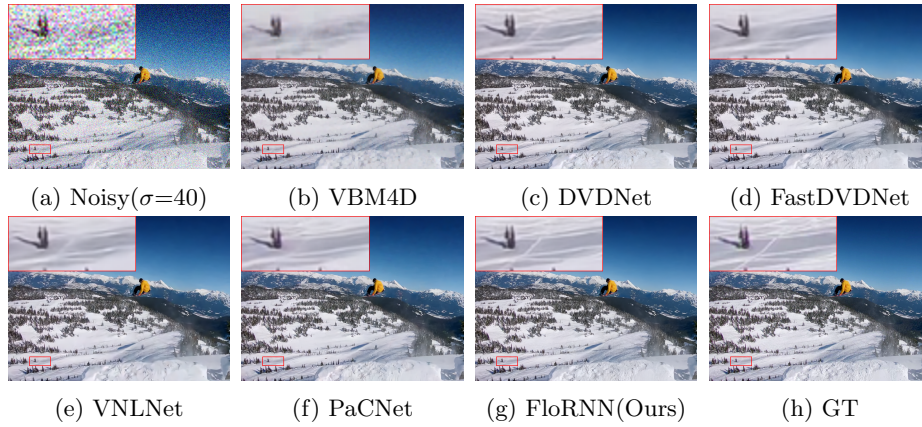 (a) Noisy(σ=40) (b) VBM4D (c) DVDNet (d) FastDVDNet
(e) VNLNet (f) PaCNet (g) FloRNN(Ours) (h) GT